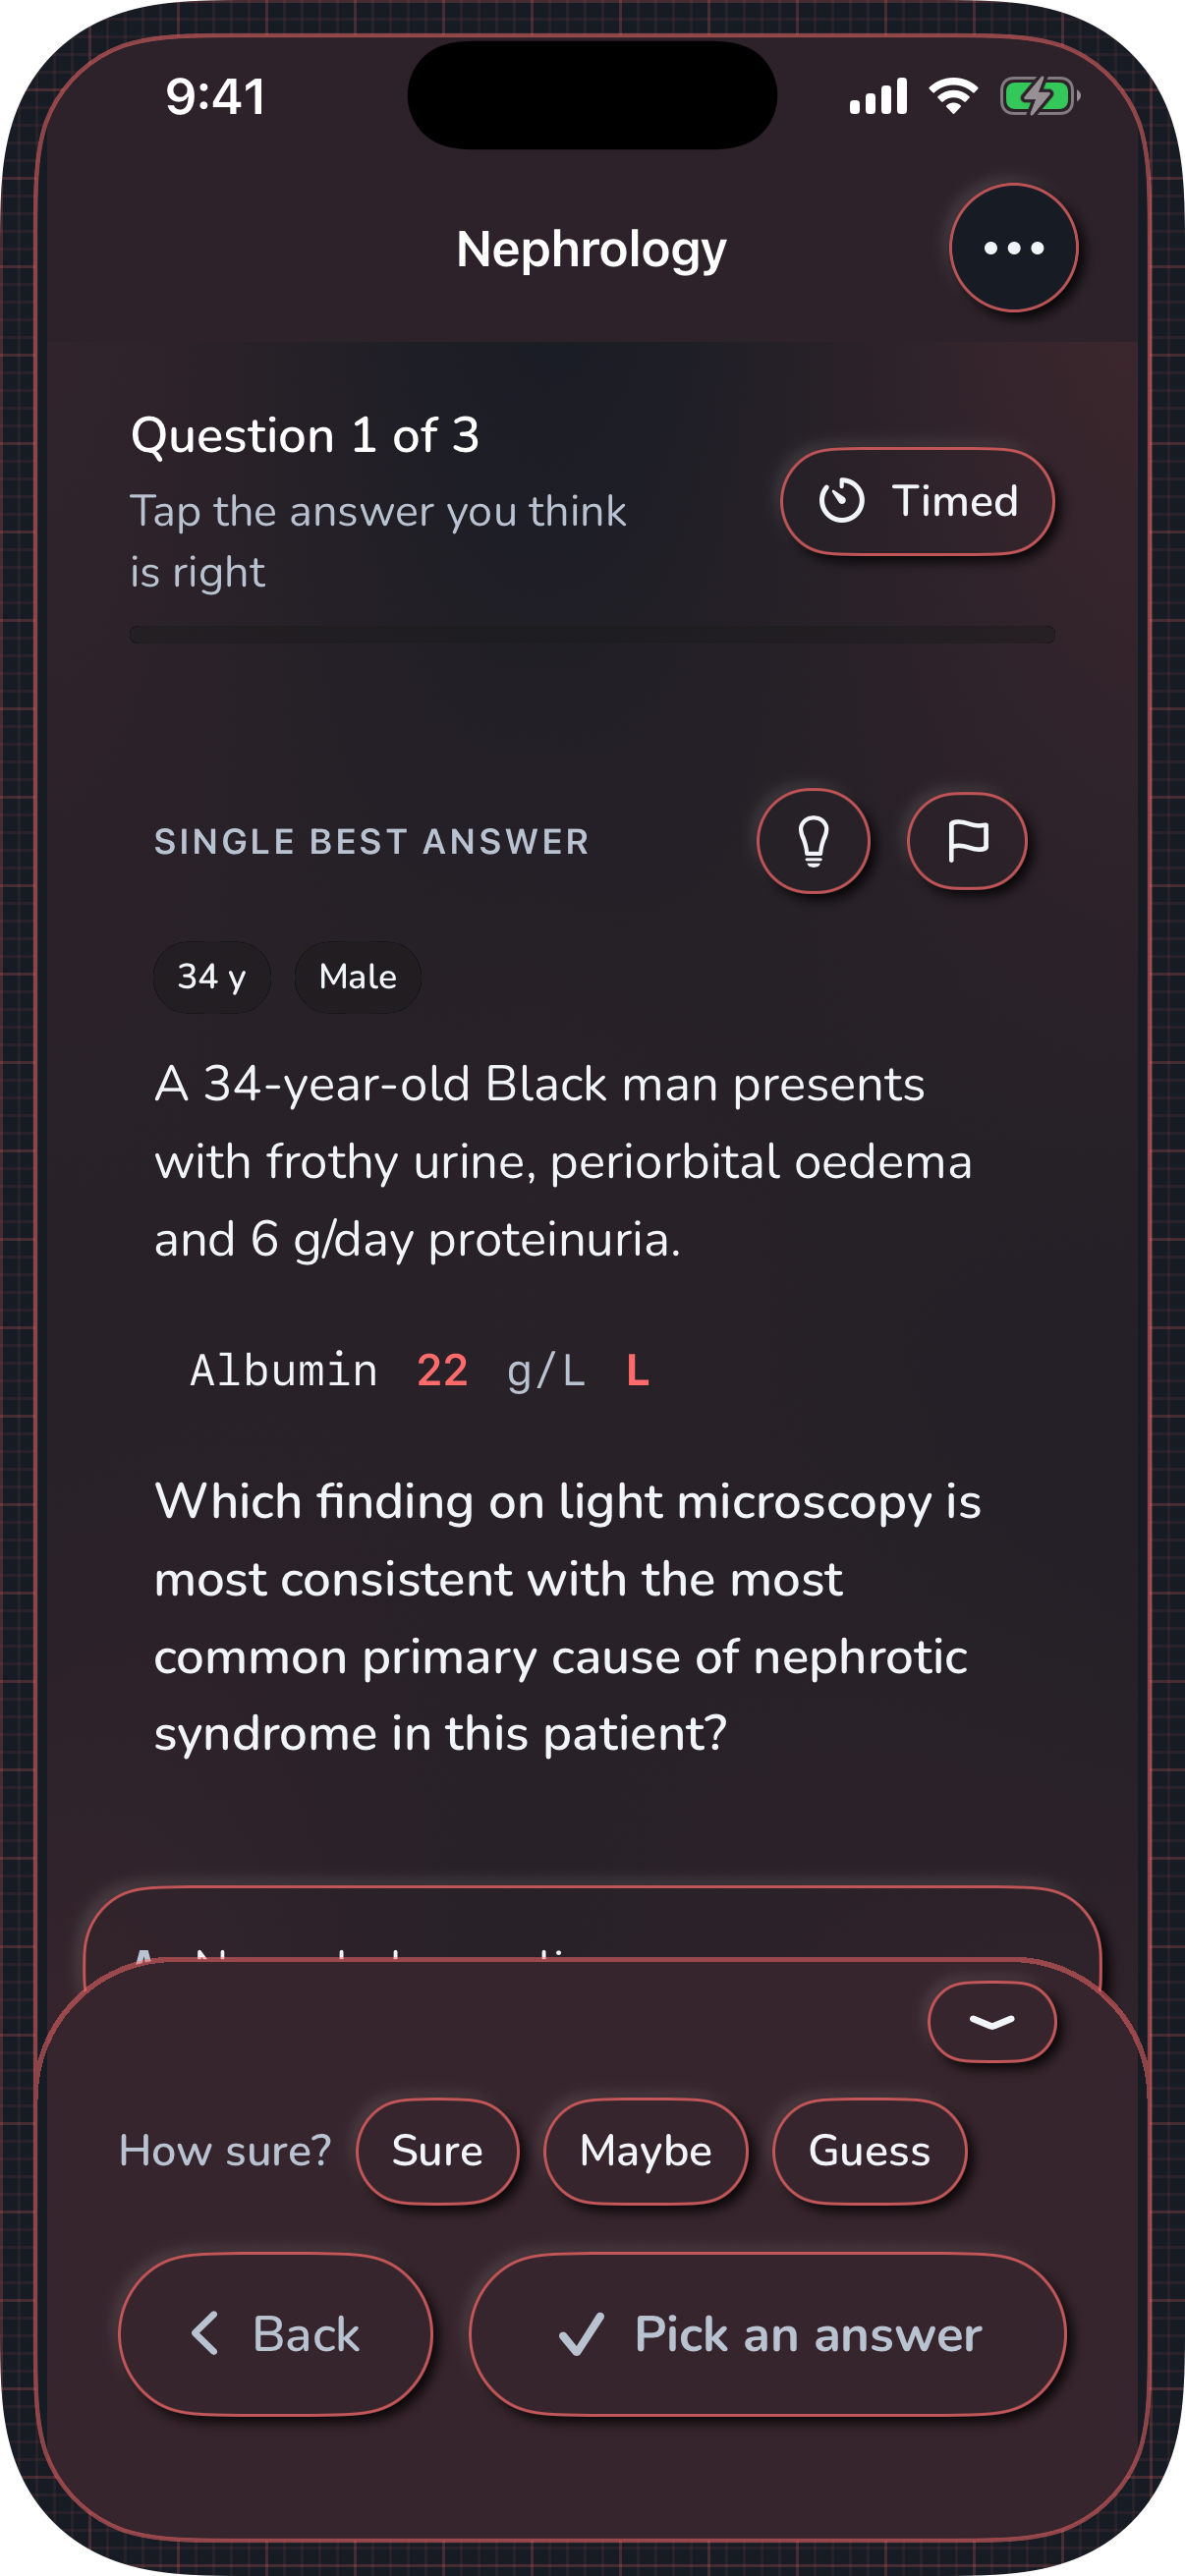 9:41
Nephrology
Question 1 of 3
Tap the answer you think
is right
Timed
SINGLE BEST ANSWER
34 y
Male
A 34-year-old Black man presents
with frothy urine, periorbital oedema
and 6 g/day proteinuria.
Albumin 22 g/L L
Which finding on light microscopy is
most consistent with the most
common primary cause of nephrotic
syndrome in this patient?
How sure?
Sure
Maybe
Guess
Back
Pick an answer